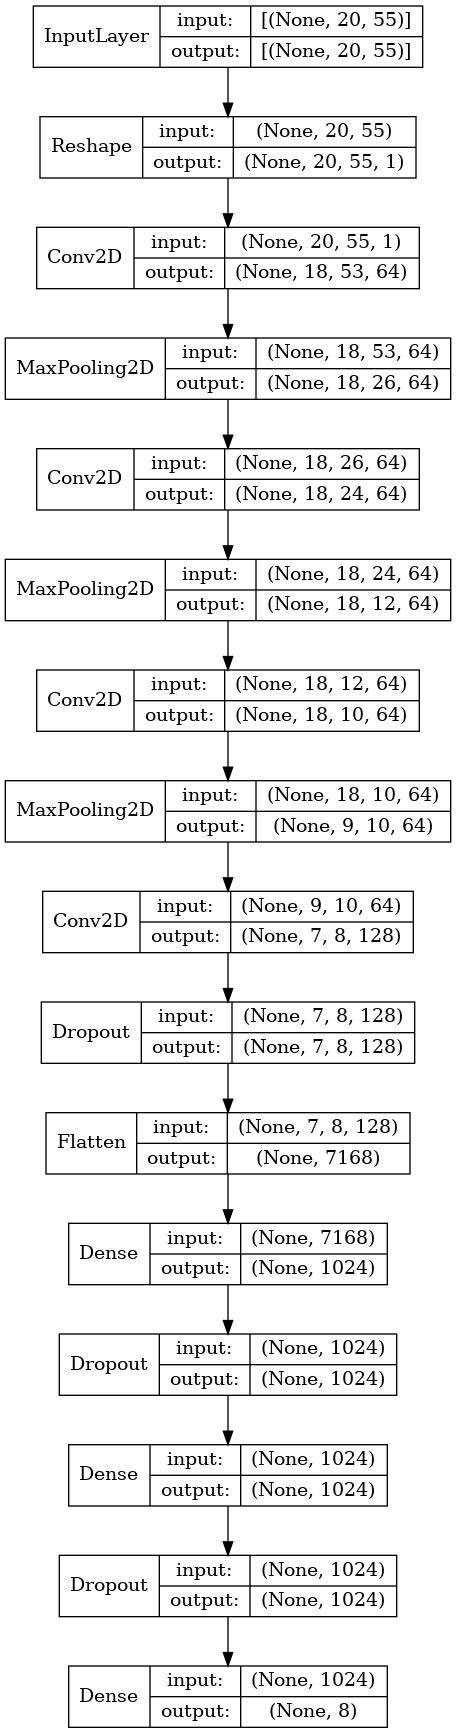 InputLayer
input: [(None, 20, 55)]
output: [(None, 20, 55)]
Reshape
input: (None, 20, 55)
output: (None, 20, 55, 1)
Conv2D
input: (None, 20, 55, 1)
output: (None, 18, 53, 64)
MaxPooling2D
input: (None, 18, 53, 64)
output: (None, 18, 26, 64)
Conv2D
input: (None, 18, 26, 64)
output: (None, 18, 24, 64)
MaxPooling2D
input: (None, 18, 24, 64)
output: (None, 18, 12, 64)
Conv2D
input: (None, 18, 12, 64)
output: (None, 18, 10, 64)
MaxPooling2D
input: (None, 18, 10, 64)
output: (None, 9, 10, 64)
Conv2D
input: (None, 9, 10, 64)
output: (None, 7, 8, 128)
Dropout
input: (None, 7, 8, 128)
output: (None, 7, 8, 128)
Flatten
input: (None, 7, 8, 128)
output: (None, 7168)
Dense
input: (None, 7168)
output: (None, 1024)
Dropout
input: (None, 1024)
output: (None, 1024)
Dense
input: (None, 1024)
output: (None, 1024)
Dropout
input: (None, 1024)
output: (None, 1024)
Dense
input: (None, 1024)
output: (None, 8)